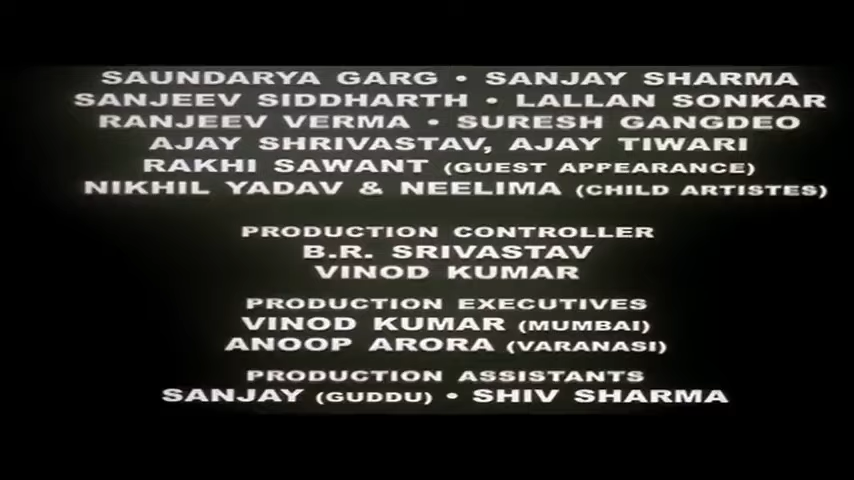 SAUNDARYA GARG • SANJAY SHARMA
SANJEEV SIDDHARTH • LALLAN SONKAR
RANJEEV VERMA • SURESH GANGDEO
AJAY SHRIVASTAV, AJAY TIWARI
RAKHI SAWANT (GUEST APPEARANCE)
NIKHIL YADAV & NEELIMA (CHILD ARTISTES)
PRODUCTION CONTROLLER
B.R. SRIVASTAV
VINOD KUMAR
PRODUCTION EXECUTIVES
VINOD KUMAR (MUMBAI)
ANOOP ARORA (VARANASI)
PRODUCTION ASSISTANTS
SANJAY (GUDDU) • SHIV SHARMA